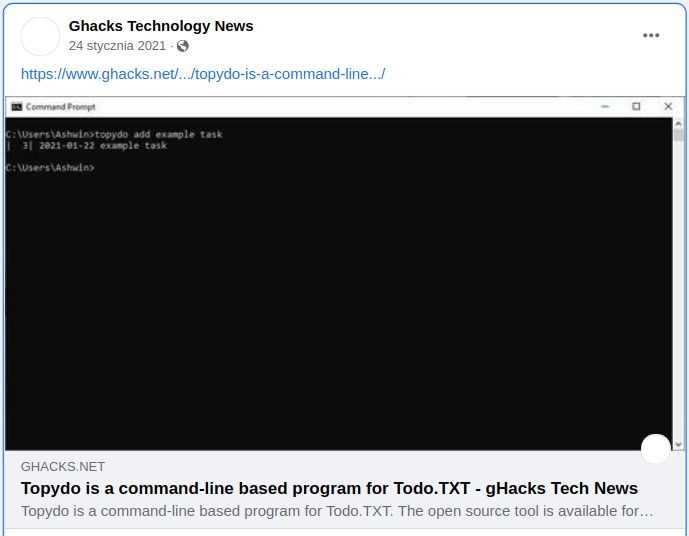 Ghacks Technology News
24 stycznia 2021 ·
https://www.ghacks.net/.../topydo-is-a-command-line.../
Command Prompt
C:\Users\Ashwin>topydo add example task
|  3| 2021-01-22 example task
C:\Users\Ashwin>
GHACKS.NET
Topydo is a command-line based program for Todo.TXT - gHacks Tech News
Topydo is a command-line based program for Todo.TXT. The open source tool is available for…